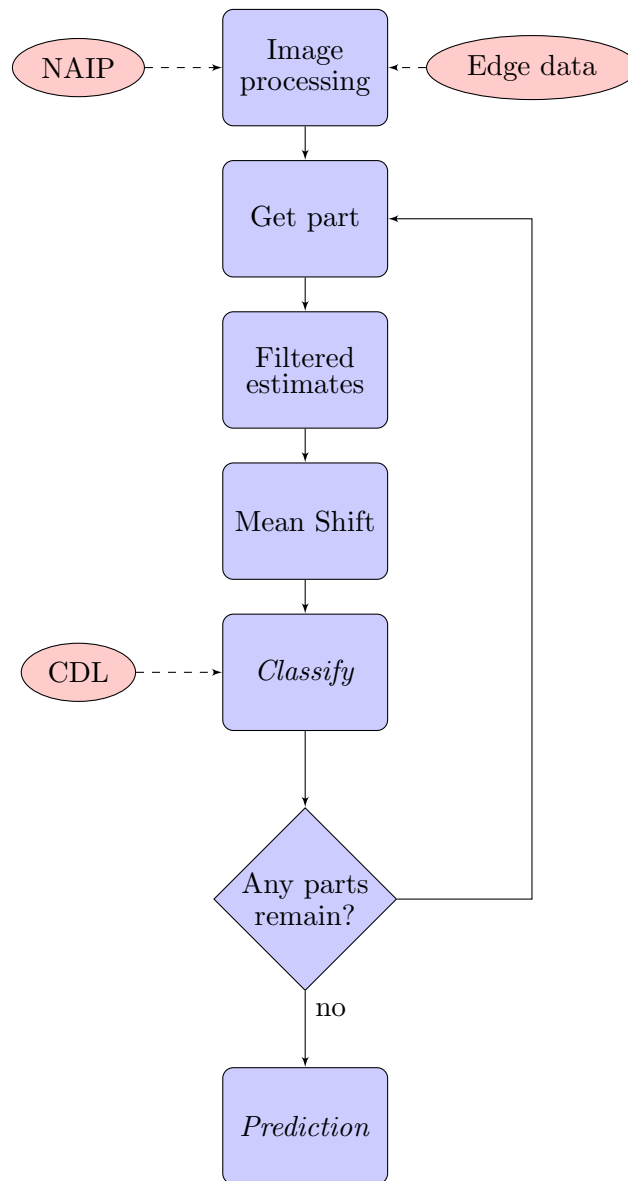 NAIP
Image
processing
Edge data
Get part
Filtered
estimates
Mean Shift
CDL
Classify
Any parts
remain?
no
Prediction